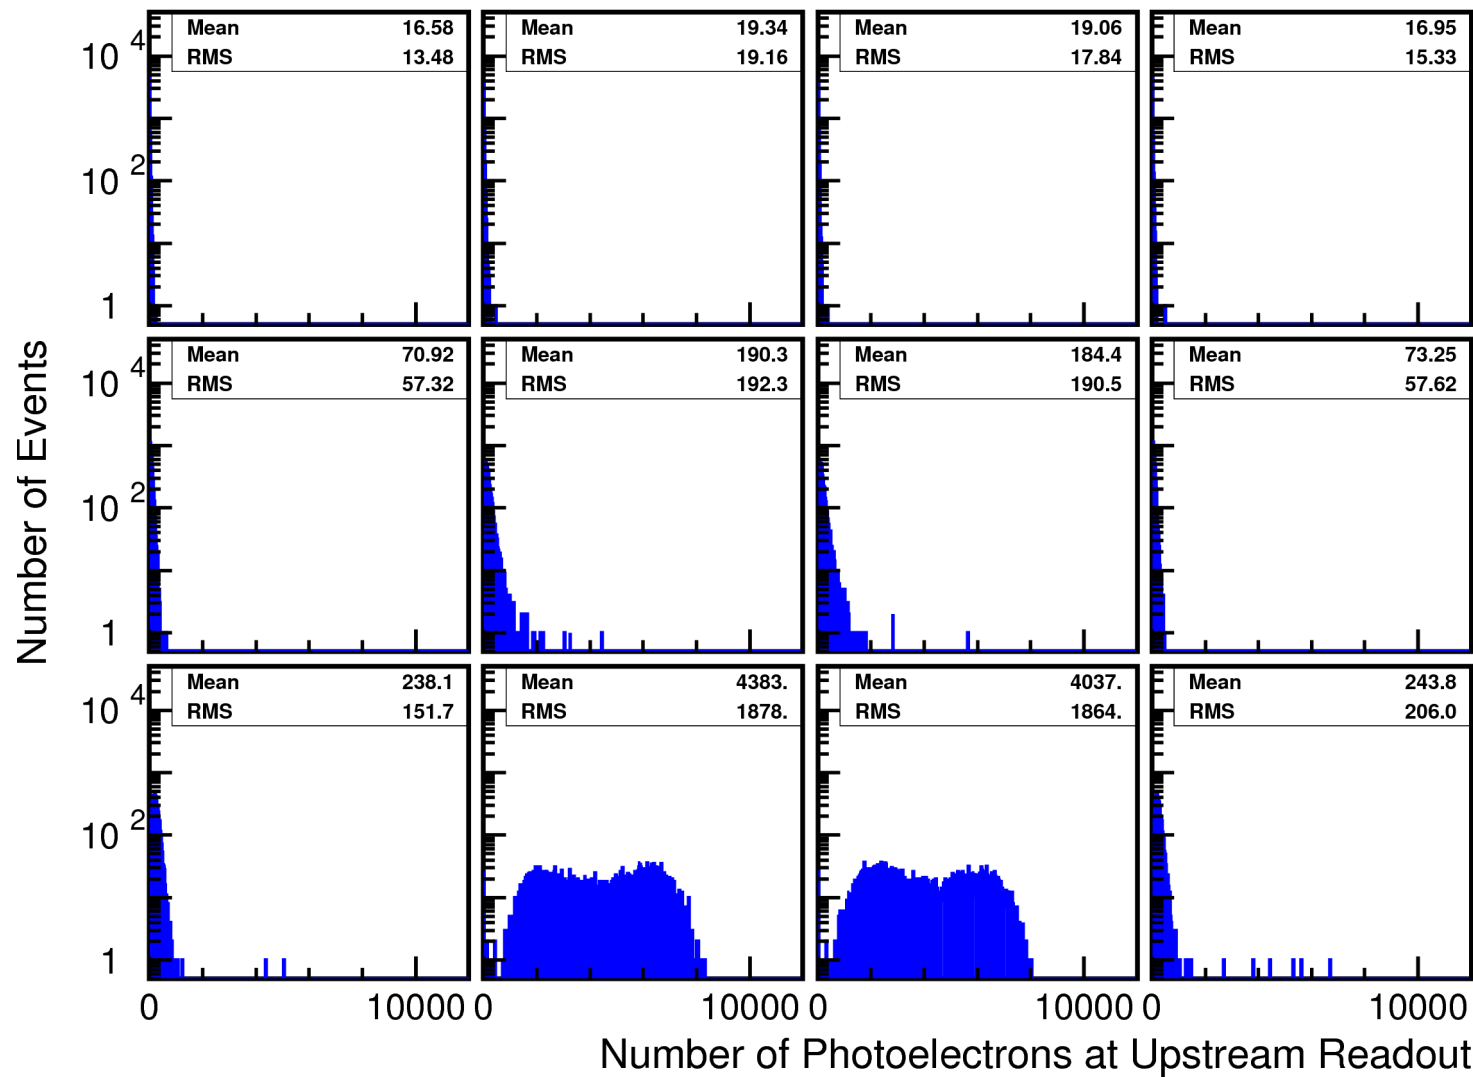 Mean 16.58
RMS 13.48
Mean 19.34
RMS 19.16
Mean 19.06
RMS 17.84
Mean 16.95
RMS 15.33
10 4
10 2
1
Mean 70.92
RMS 57.32
Mean 190.3
RMS 192.3
Mean 184.4
RMS 190.5
Mean 73.25
RMS 57.62
10 4
10 2
1
Number of Events
Mean 238.1
RMS 151.7
Mean 4383.
RMS 1878.
Mean 4037.
RMS 1864.
Mean 243.8
RMS 206.0
10 4
10 2
1
0 10000 0 10000 0 10000 0 10000
Number of Photoelectrons at Upstream Readout